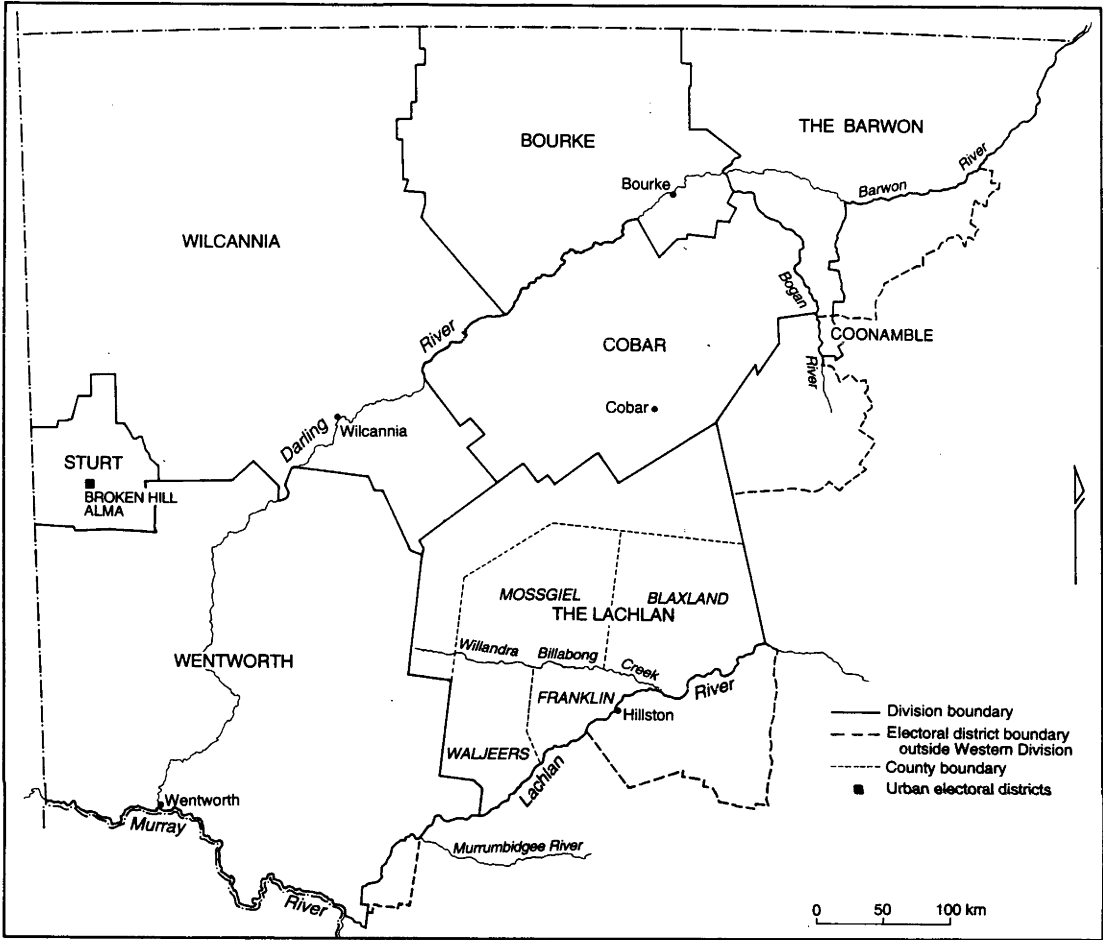 THE BARWON
BOURKE
River
Bourke
Barwon
WILCANNIA
Bogan
River
COBAR
COONAMBLE
River
Cobar
Darling
Wilcannia
STURT
BROKEN HILL
ALMA
MOSSGIEL
BLAXLAND
THE LACHLAN
Willandra Billabong Creek
WENTWORTH
FRANKLIN
River
Hillston
WALJEERS
Lachlan
Wentworth
Murray
Murrumbidgee River
River
Division boundary
Electoral district boundary
outside Western Division
County boundary
Urban electoral districts
0 50 100 km